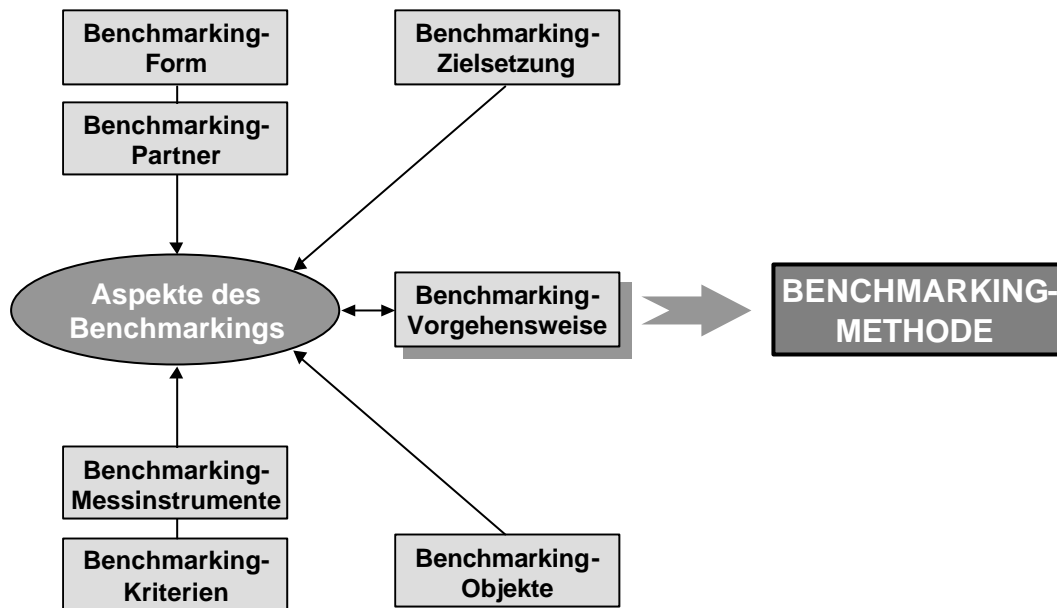 Benchmarking-
Form
Benchmarking-
Zielsetzung
Benchmarking-
Partner
Aspekte des
Benchmarkings
Benchmarking-
Vorgehensweise
BENCHMARKING-
METHODE
Benchmarking-
Messinstrumente
Benchmarking-
Kriterien
Benchmarking-
Objekte